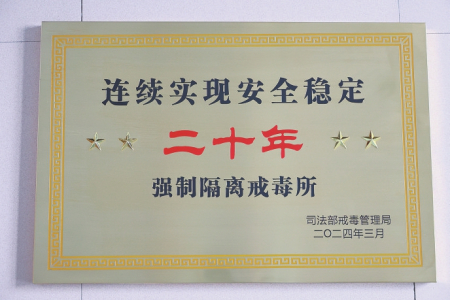 连续实现安全稳定
二十年
强制隔离戒毒所
司法部戒毒管理局
二〇二四年三月